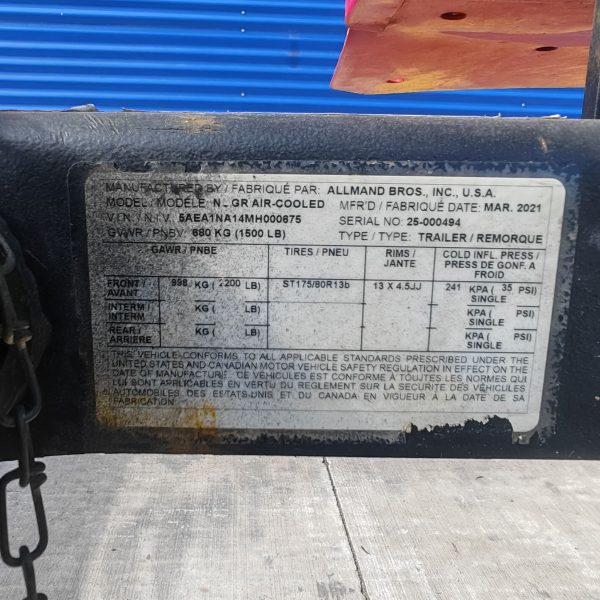 MANUFACTURED BY / FABRIQUÉ PAR: ALLMAND BROS., INC., U.S.A.
MODEL: MODÈLE: GR AIR-COOLED MFR'D / FABRIQUÉ DATE: MAR. 2021
V.I.N. / N.I.V. 5AEA1NA14MH000675 SERIAL NO: 25-000494
GVWR / PNBV: 680 KG (1500 LB) TYPE / TYPE: TRAILER / REMORQUE
GAWR / PNBE TIRES / PNEU RIMS / JANTE COLD INFL. PRESS / PRESS DE GONF. A FROID
FRONT / AVANT 998 KG ( 2200 LB) ST175/80R13b 13 X 4.5JJ 241 KPA ( 35 PSI) SINGLE
INTERM / INTERM KG ( LB) KPA ( PSI) SINGLE
REAR / ARRIÈRE KG ( LB) KPA ( SINGLE
THIS VEHICLE CONFORMS TO ALL APPLICABLE STANDARDS PRESCRIBED UNDER THE
UNITED STATES AND CANADIAN MOTOR VEHICLE SAFETY REGULATION IN EFFECT ON THE
DATE OF MANUFACTURE. CE VÉHICULES EST CONFORME À TOUTES LES NORMES QUI
LUI SONT APPLICABLES EN VERTU DU REGLEMENT SUR LA SECURITE DES VÉHICULES
AUTOMOBILES DES ÉTATS-UNIS ET DU CANADA EN VIGUEUR A LA DATE DE SA
FABRICATION.